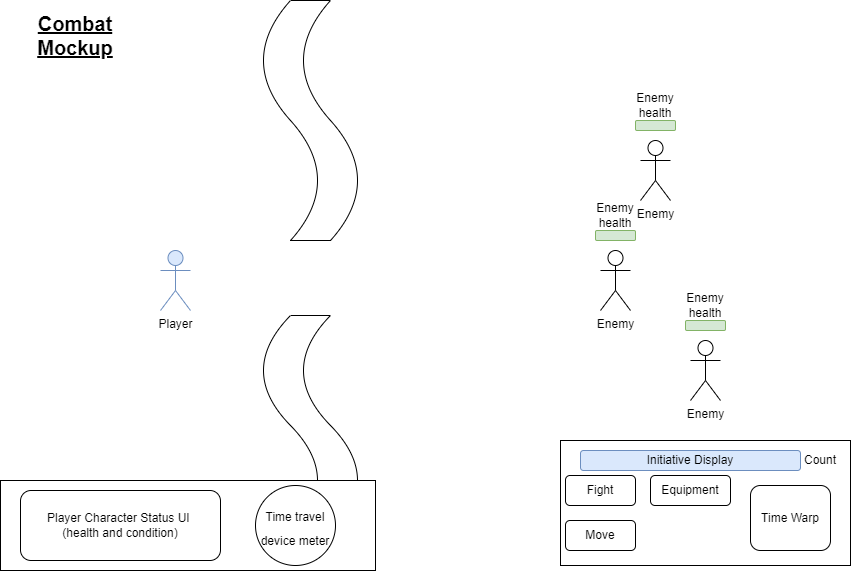 Combat
Mockup
Enemy
health
Enemy
Enemy
health
Enemy
Player
Enemy
health
Enemy
Initiative Display
Count
Fight
Equipment
Time Warp
Move
Player Character Status UI
(health and condition)
Time travel
device meter